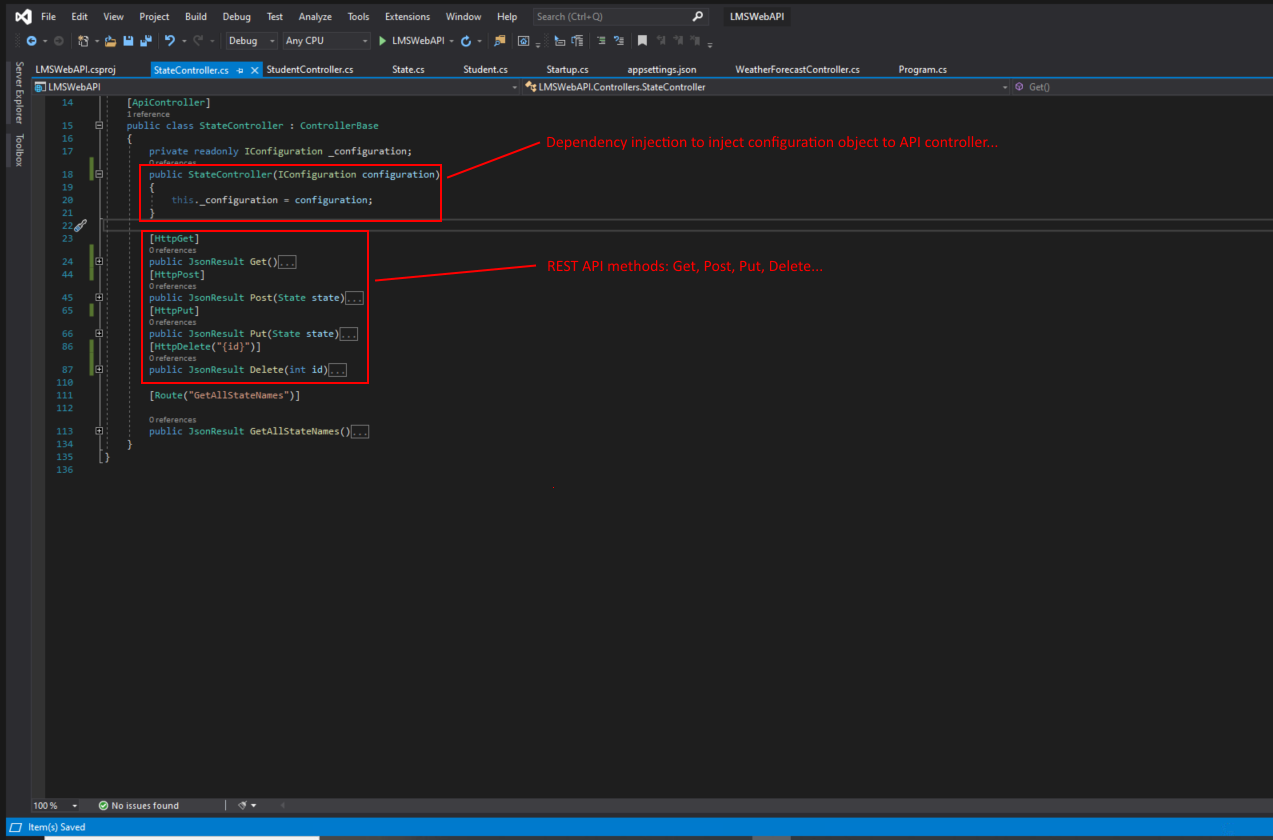 File Edit View Project Build Debug Test Analyze Tools Extensions Window Help Search (Ctrl+Q) LMSWebAPI
Debug Any CPU LMSWebAPI
LMSWebAPI.csproj StateController.cs StudentController.cs State.cs Student.cs Startup.cs appsettings.json WeatherForecastController.cs Program.cs
LMSWebAPI LMSWebAPI.Controllers.StateController Get()
Server Explorer
Toolbox
14 [ApiController]
1 reference
15 public class StateController : ControllerBase
16 {
17 private readonly IConfiguration _configuration;
0 references
18 public StateController(IConfiguration configuration)
19 {
20 this._configuration = configuration;
21 }
22
23 [HttpGet]
0 references
24 public JsonResult Get()...
44 [HttpPost]
0 references
45 public JsonResult Post(State state)...
65 [HttpPut]
0 references
66 public JsonResult Put(State state)...
86 [HttpDelete("{id}")]
0 references
87 public JsonResult Delete(int id)...
110
111 [Route("GetAllStateNames")]
112
0 references
113 public JsonResult GetAllStateNames()...
134 }
135 }
136
Dependency injection to inject configuration object to API controller...
REST API methods: Get, Post, Put, Delete...
100 % No issues found
Item(s) Saved